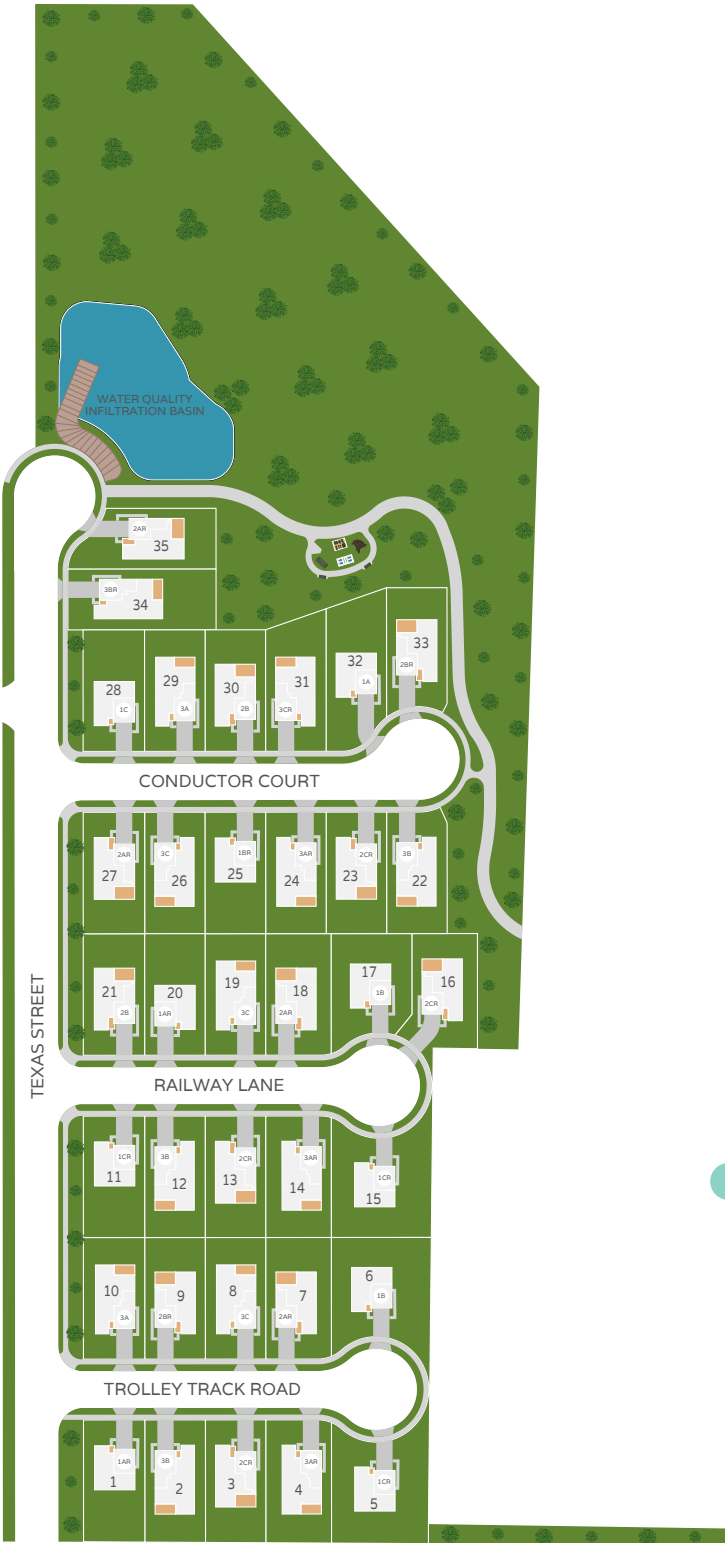 WATER QUALITY
INFILTRATION BASIN
2AR
35
3BR
34
28
1C
29
3A
30
2B
31
3CR
32
1A
33
2BR
CONDUCTOR COURT
2AR
27
3C
26
1BR
25
3AR
24
2CR
23
3B
22
21
2B
20
1AR
19
3C
18
2AR
17
1B
16
2CR
TEXAS STREET
RAILWAY LANE
1CR
11
3B
12
2CR
13
3AR
14
1CR
15
10
3A
9
2BR
8
3C
7
2AR
6
1B
TROLLEY TRACK ROAD
1AR
1
3B
2
2CR
3
3AR
4
1CR
5